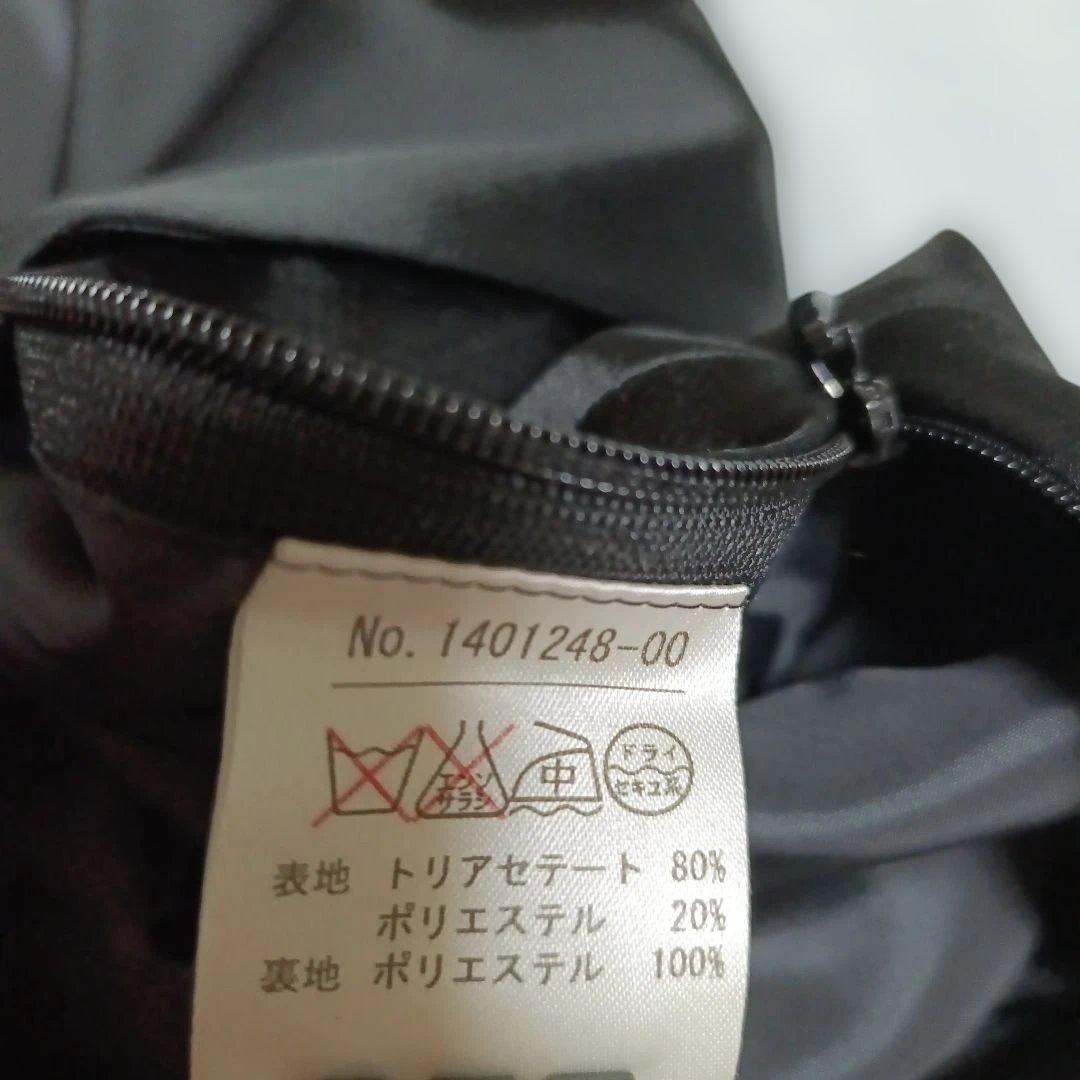 No. 1401248-00
エンソ サラシ 中 ドライ セキユ系
表地 トリアセテート 80%
ポリエステル 20%
裏地 ポリエステル 100%